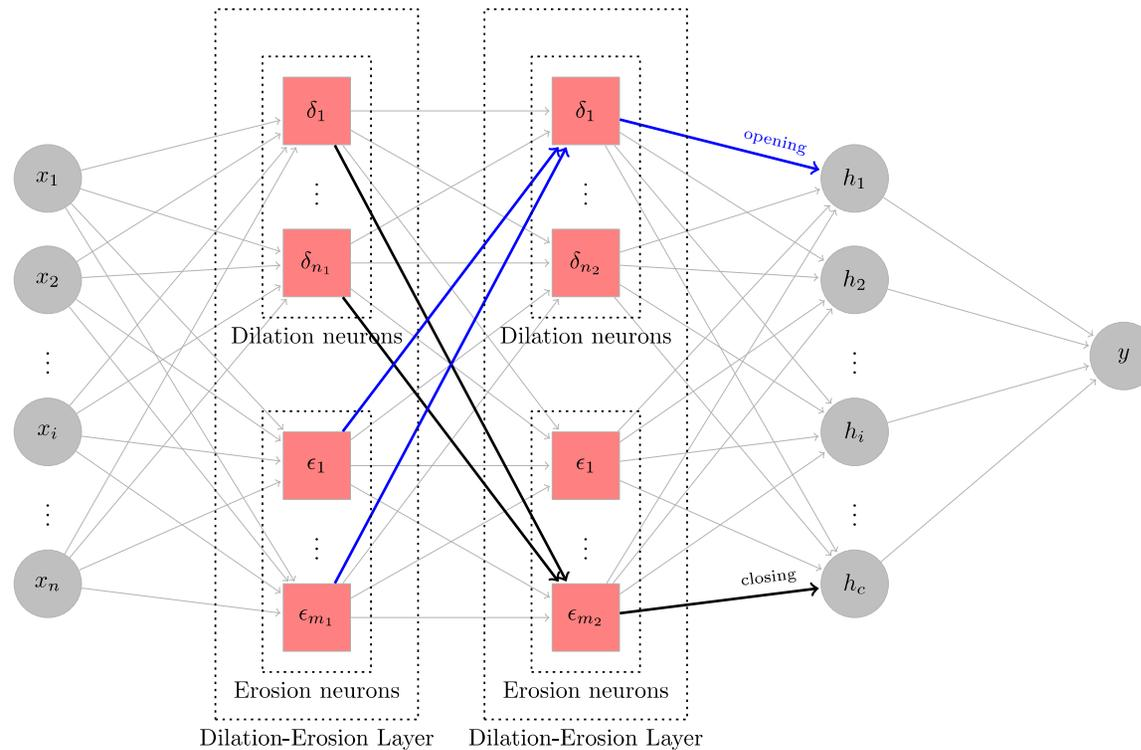 x₁
x₂
⋮
xᵢ
⋮
xₙ
δ₁
⋮
δₙ₁
Dilation neurons
ϵ₁
⋮
ϵₘ₁
Erosion neurons
Dilation-Erosion Layer
δ₁
⋮
δₙ₂
Dilation neurons
ϵ₁
⋮
ϵₘ₂
Erosion neurons
Dilation-Erosion Layer
opening
closing
h₁
h₂
⋮
hᵢ
⋮
h_c
y